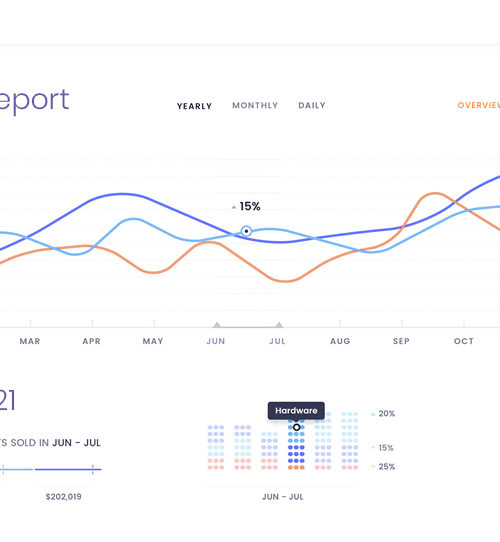 eport
YEARLY MONTHLY DAILY OVERVIEW
15%
MAR APR MAY JUN JUL AUG SEP OCT
21
Hardware
20%
TS SOLD IN JUN - JUL
15%
25%
$202,019
JUN - JUL